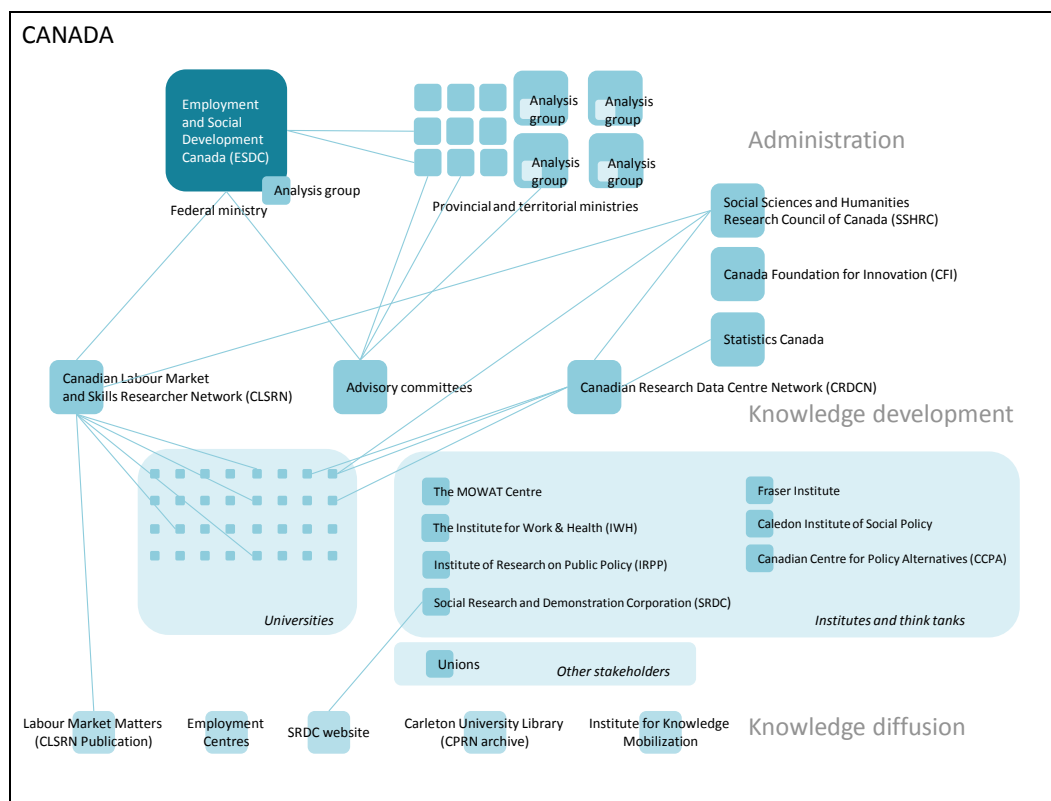 CANADA
Employment
and Social
Development
Canada (ESDC)
Analysis group
Federal ministry
Analysis
group
Analysis
group
Analysis
group
Analysis
group
Provincial and territorial ministries
Administration
Social Sciences and Humanities
Research Council of Canada (SSHRC)
Canada Foundation for Innovation (CFI)
Statistics Canada
Canadian Labour Market
and Skills Researcher Network (CLSRN)
Advisory committees
Canadian Research Data Centre Network (CRDCN)
Knowledge development
Universities
The MOWAT Centre
The Institute for Work & Health (IWH)
Institute of Research on Public Policy (IRPP)
Social Research and Demonstration Corporation (SRDC)
Fraser Institute
Caledon Institute of Social Policy
Canadian Centre for Policy Alternatives (CCPA)
Institutes and think tanks
Unions
Other stakeholders
Labour Market Matters
(CLSRN Publication)
Employment
Centres
SRDC website
Carleton University Library
(CPRN archive)
Institute for Knowledge
Mobilization
Knowledge diffusion